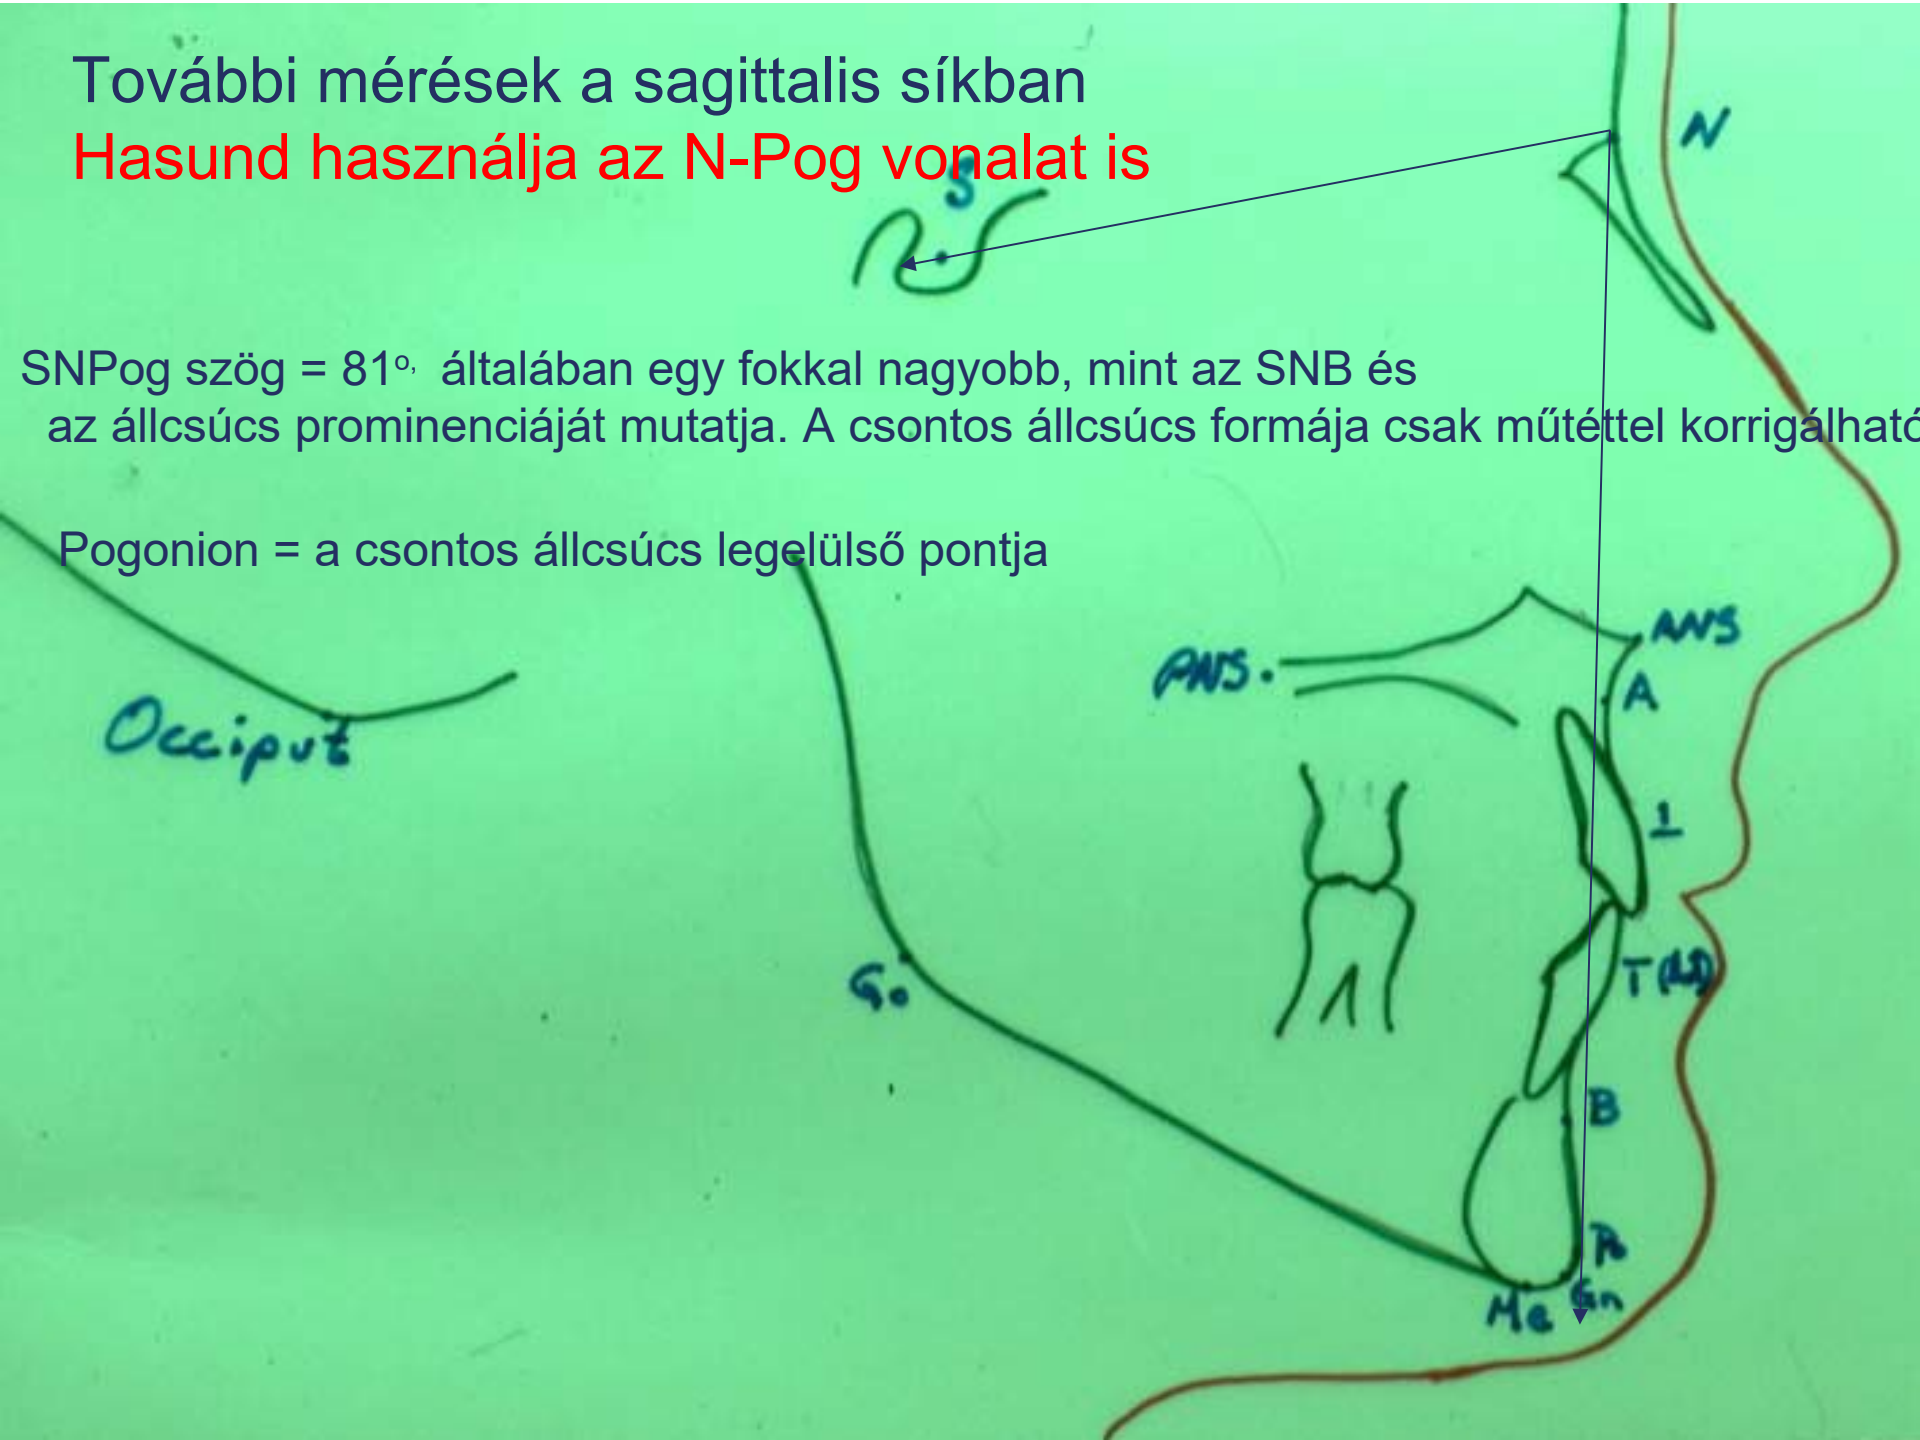 További mérések a sagittalis síkban
Hasund használja az N-Pog vonalat is
N
S
SNPog szög = 81°, általában egy fokkal nagyobb, mint az SNB és
az állcsúcs prominenciáját mutatja. A csontos állcsúcs formája csak műtéttel korrigálható
Pogonion = a csontos állcsúcs legelülső pontja
ANS
PNS.
A
Occiput
1
Go
B
Gn
Me